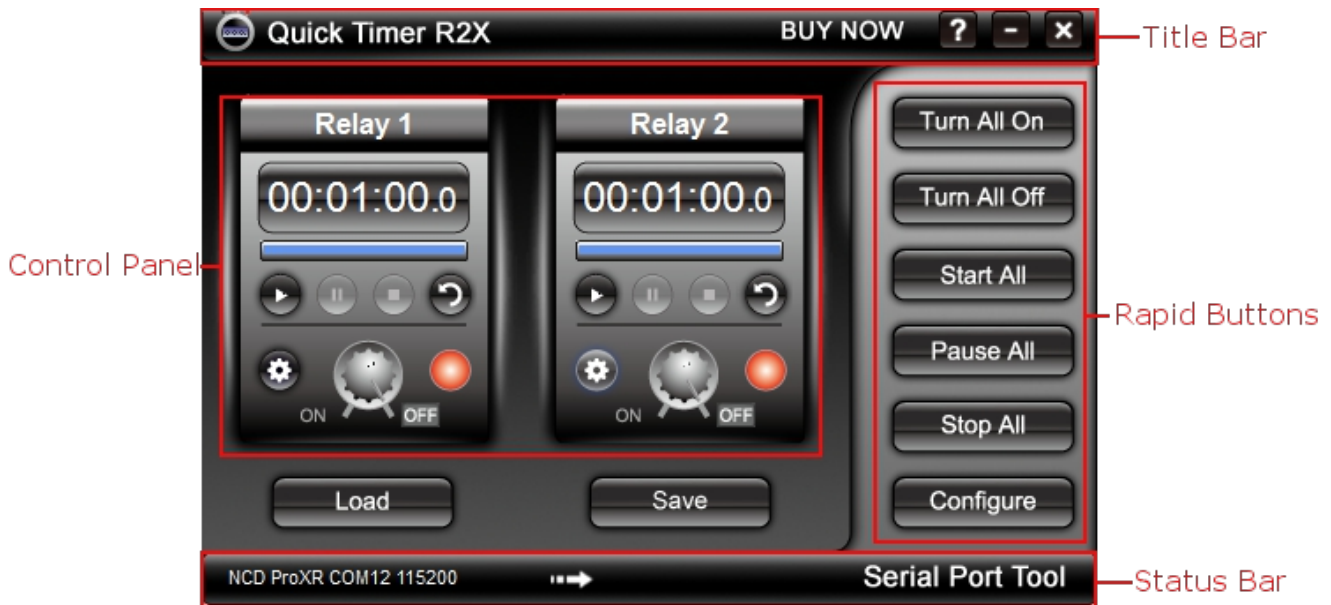 Quick Timer R2X BUY NOW ? - x
Title Bar
Relay 1 Relay 2
00:01:00.0 00:01:00.0
ON OFF ON OFF
Control Panel
Turn All On
Turn All Off
Start All
Pause All
Stop All
Configure
Rapid Buttons
Load Save
NCD ProXR COM12 115200 Serial Port Tool
Status Bar